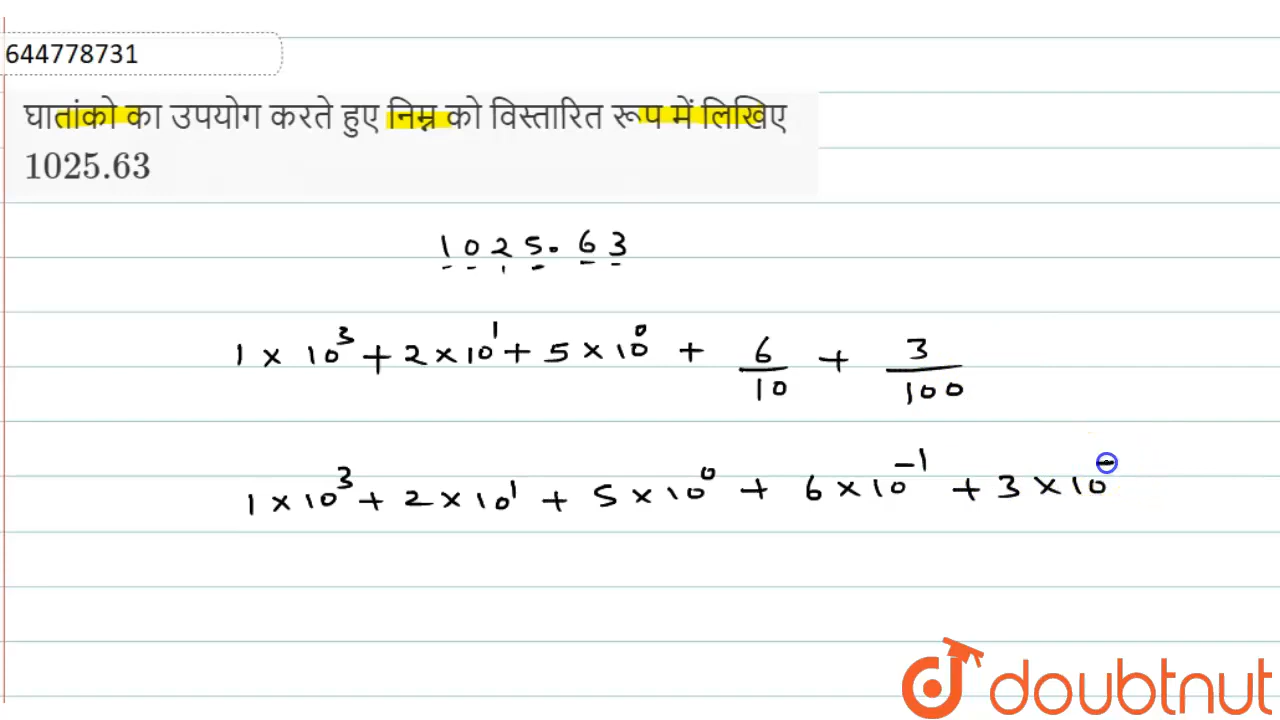 644778731
घातांको का उपयोग करते हुए निम्न को विस्तारित रूप में लिखिए
1025.63
1025.63
1 × 10³ + 2 × 10¹ + 5 × 10⁰ + 6/10 + 3/100
1 × 10³ + 2 × 10¹ + 5 × 10⁰ + 6 × 10⁻¹ + 3 × 10⁻
doubtnut